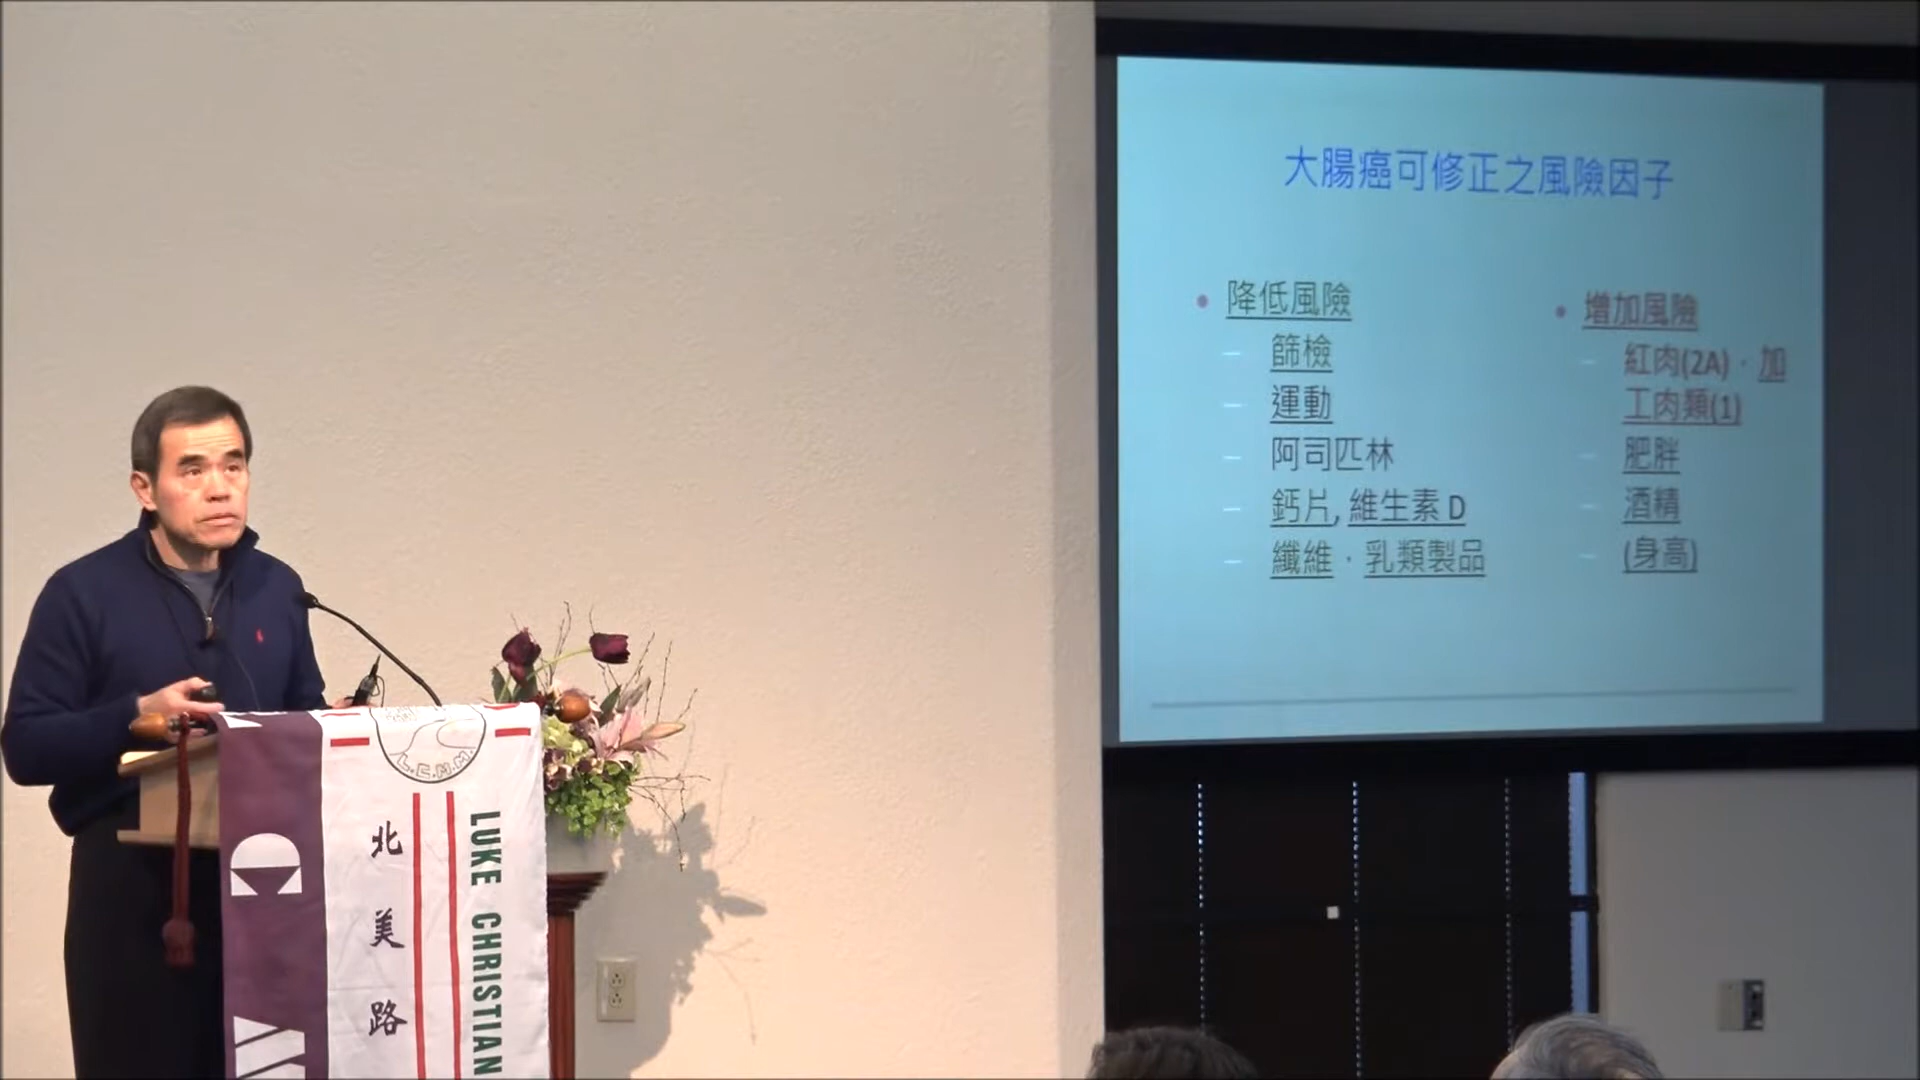 大腸癌可修正之風險因子
• 降低風險
– 篩檢
– 運動
– 阿司匹林
– 鈣片, 維生素 D
– 纖維，乳類製品
• 增加風險
– 紅肉(2A)，加
工肉類(1)
– 肥胖
– 酒精
– (身高)
L.C.M.M.
北美路
LUKE CHRISTIAN